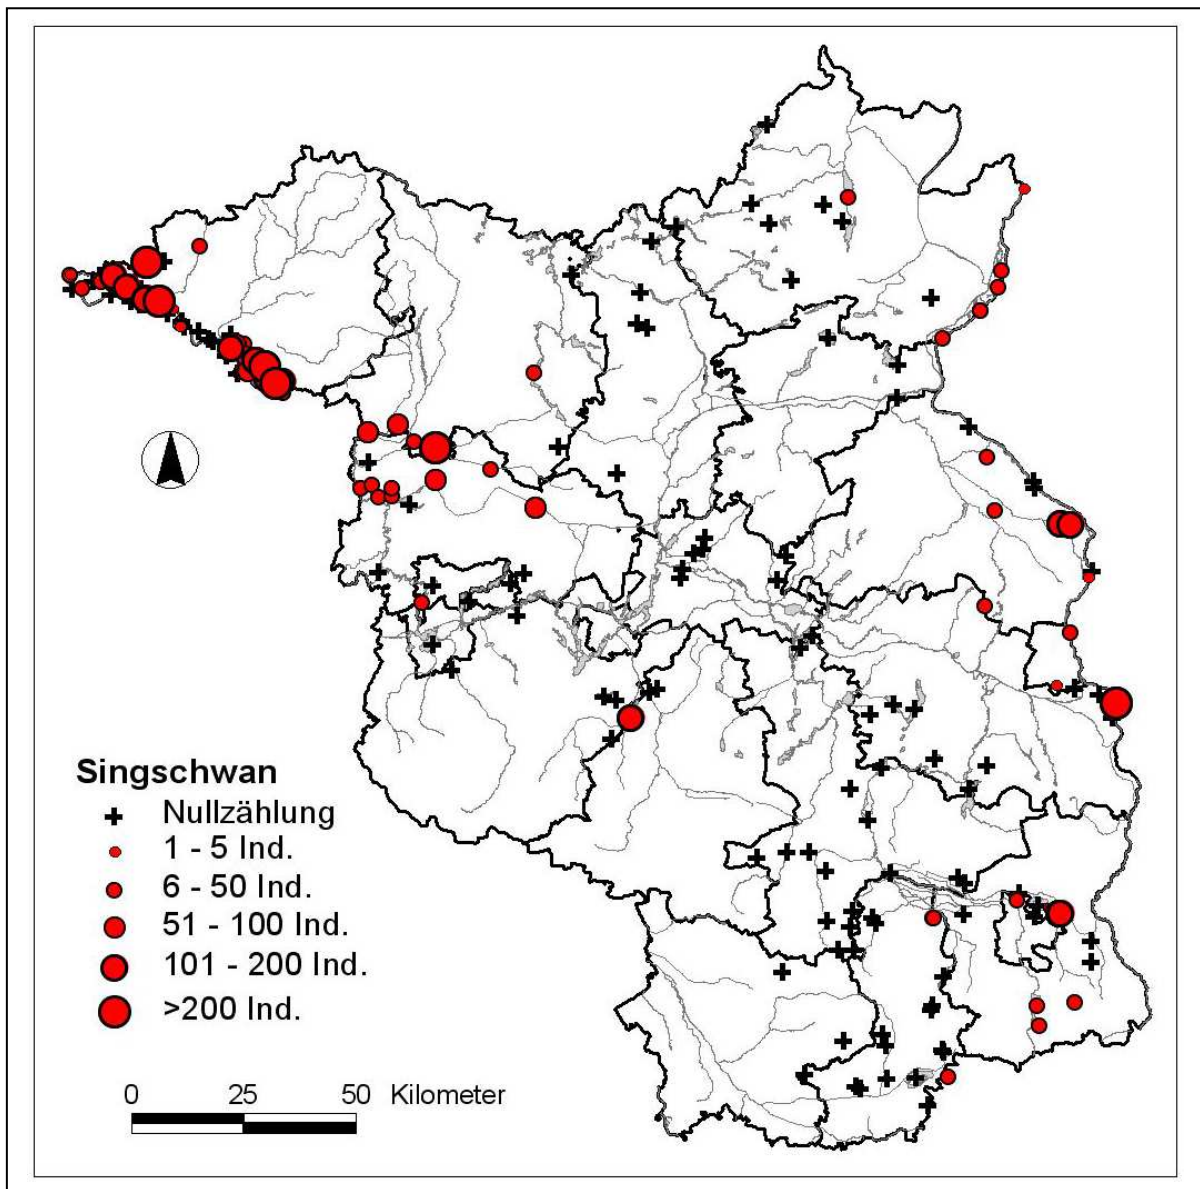 Singschwan
Nullzählung
1 - 5 Ind.
6 - 50 Ind.
51 - 100 Ind.
101 - 200 Ind.
>200 Ind.
0 25 50 Kilometer